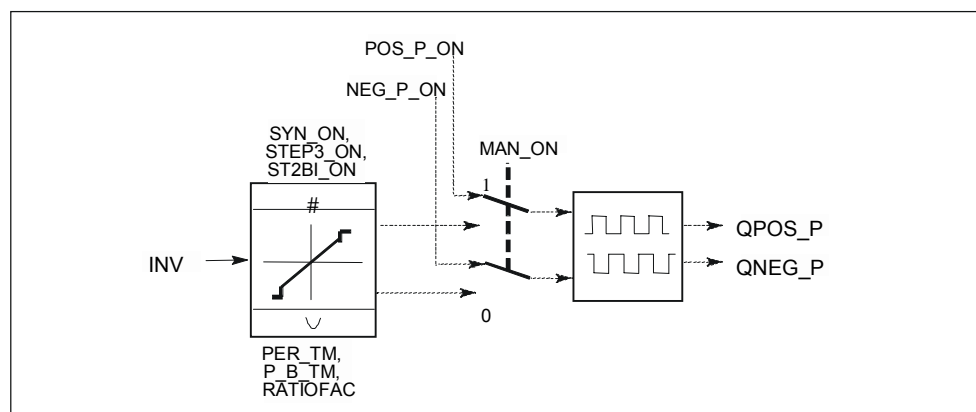 POS_P_ON
NEG_P_ON
SYN_ON,
STEP3_ON,
ST2BI_ON
MAN_ON
1
#
QPOS_P
INV
QNEG_P
0
PER_TM,
P_B_TM,
RATIOFAC